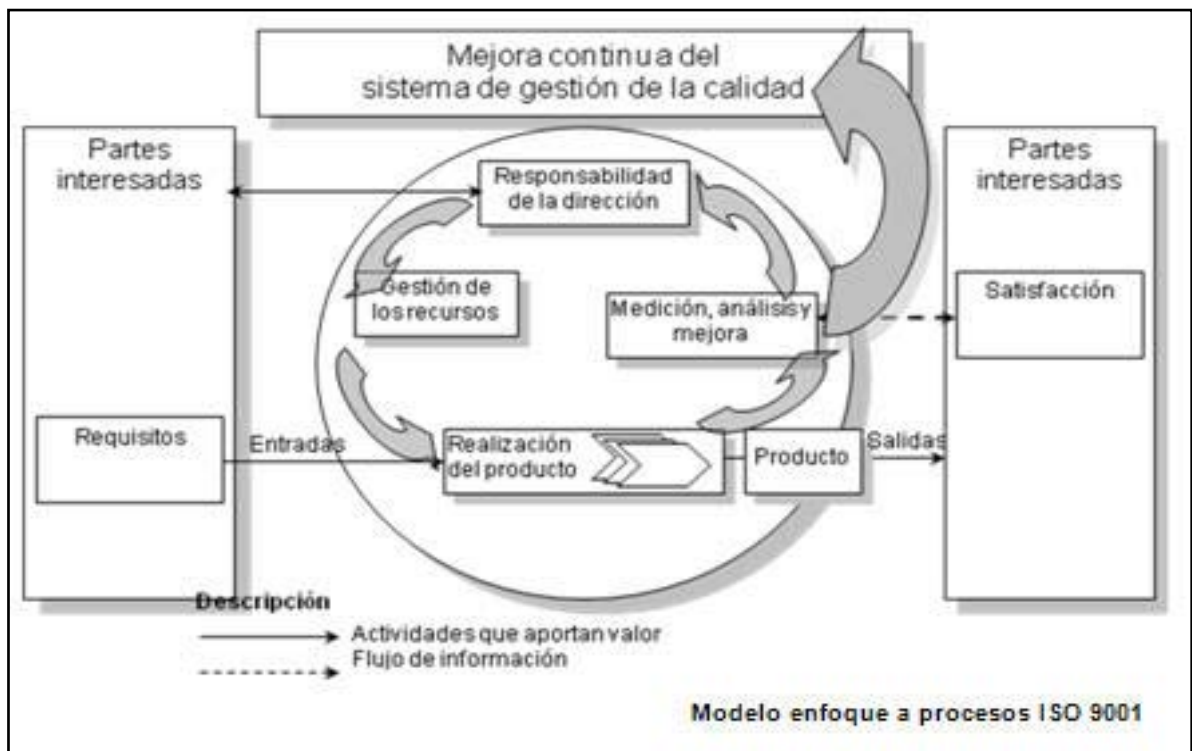 Mejora continua del
sistema de gestión de la calidad
Partes
interesadas
Partes
interesadas
Responsabilidad
de la dirección
Gestión de
los recursos
Medición, análisis y
mejora
Satisfacción
Requisitos
Entradas
Realización
del producto
Producto
Salidas
Descripción
Actividades que aportan valor
Flujo de información
Modelo enfoque a procesos ISO 9001